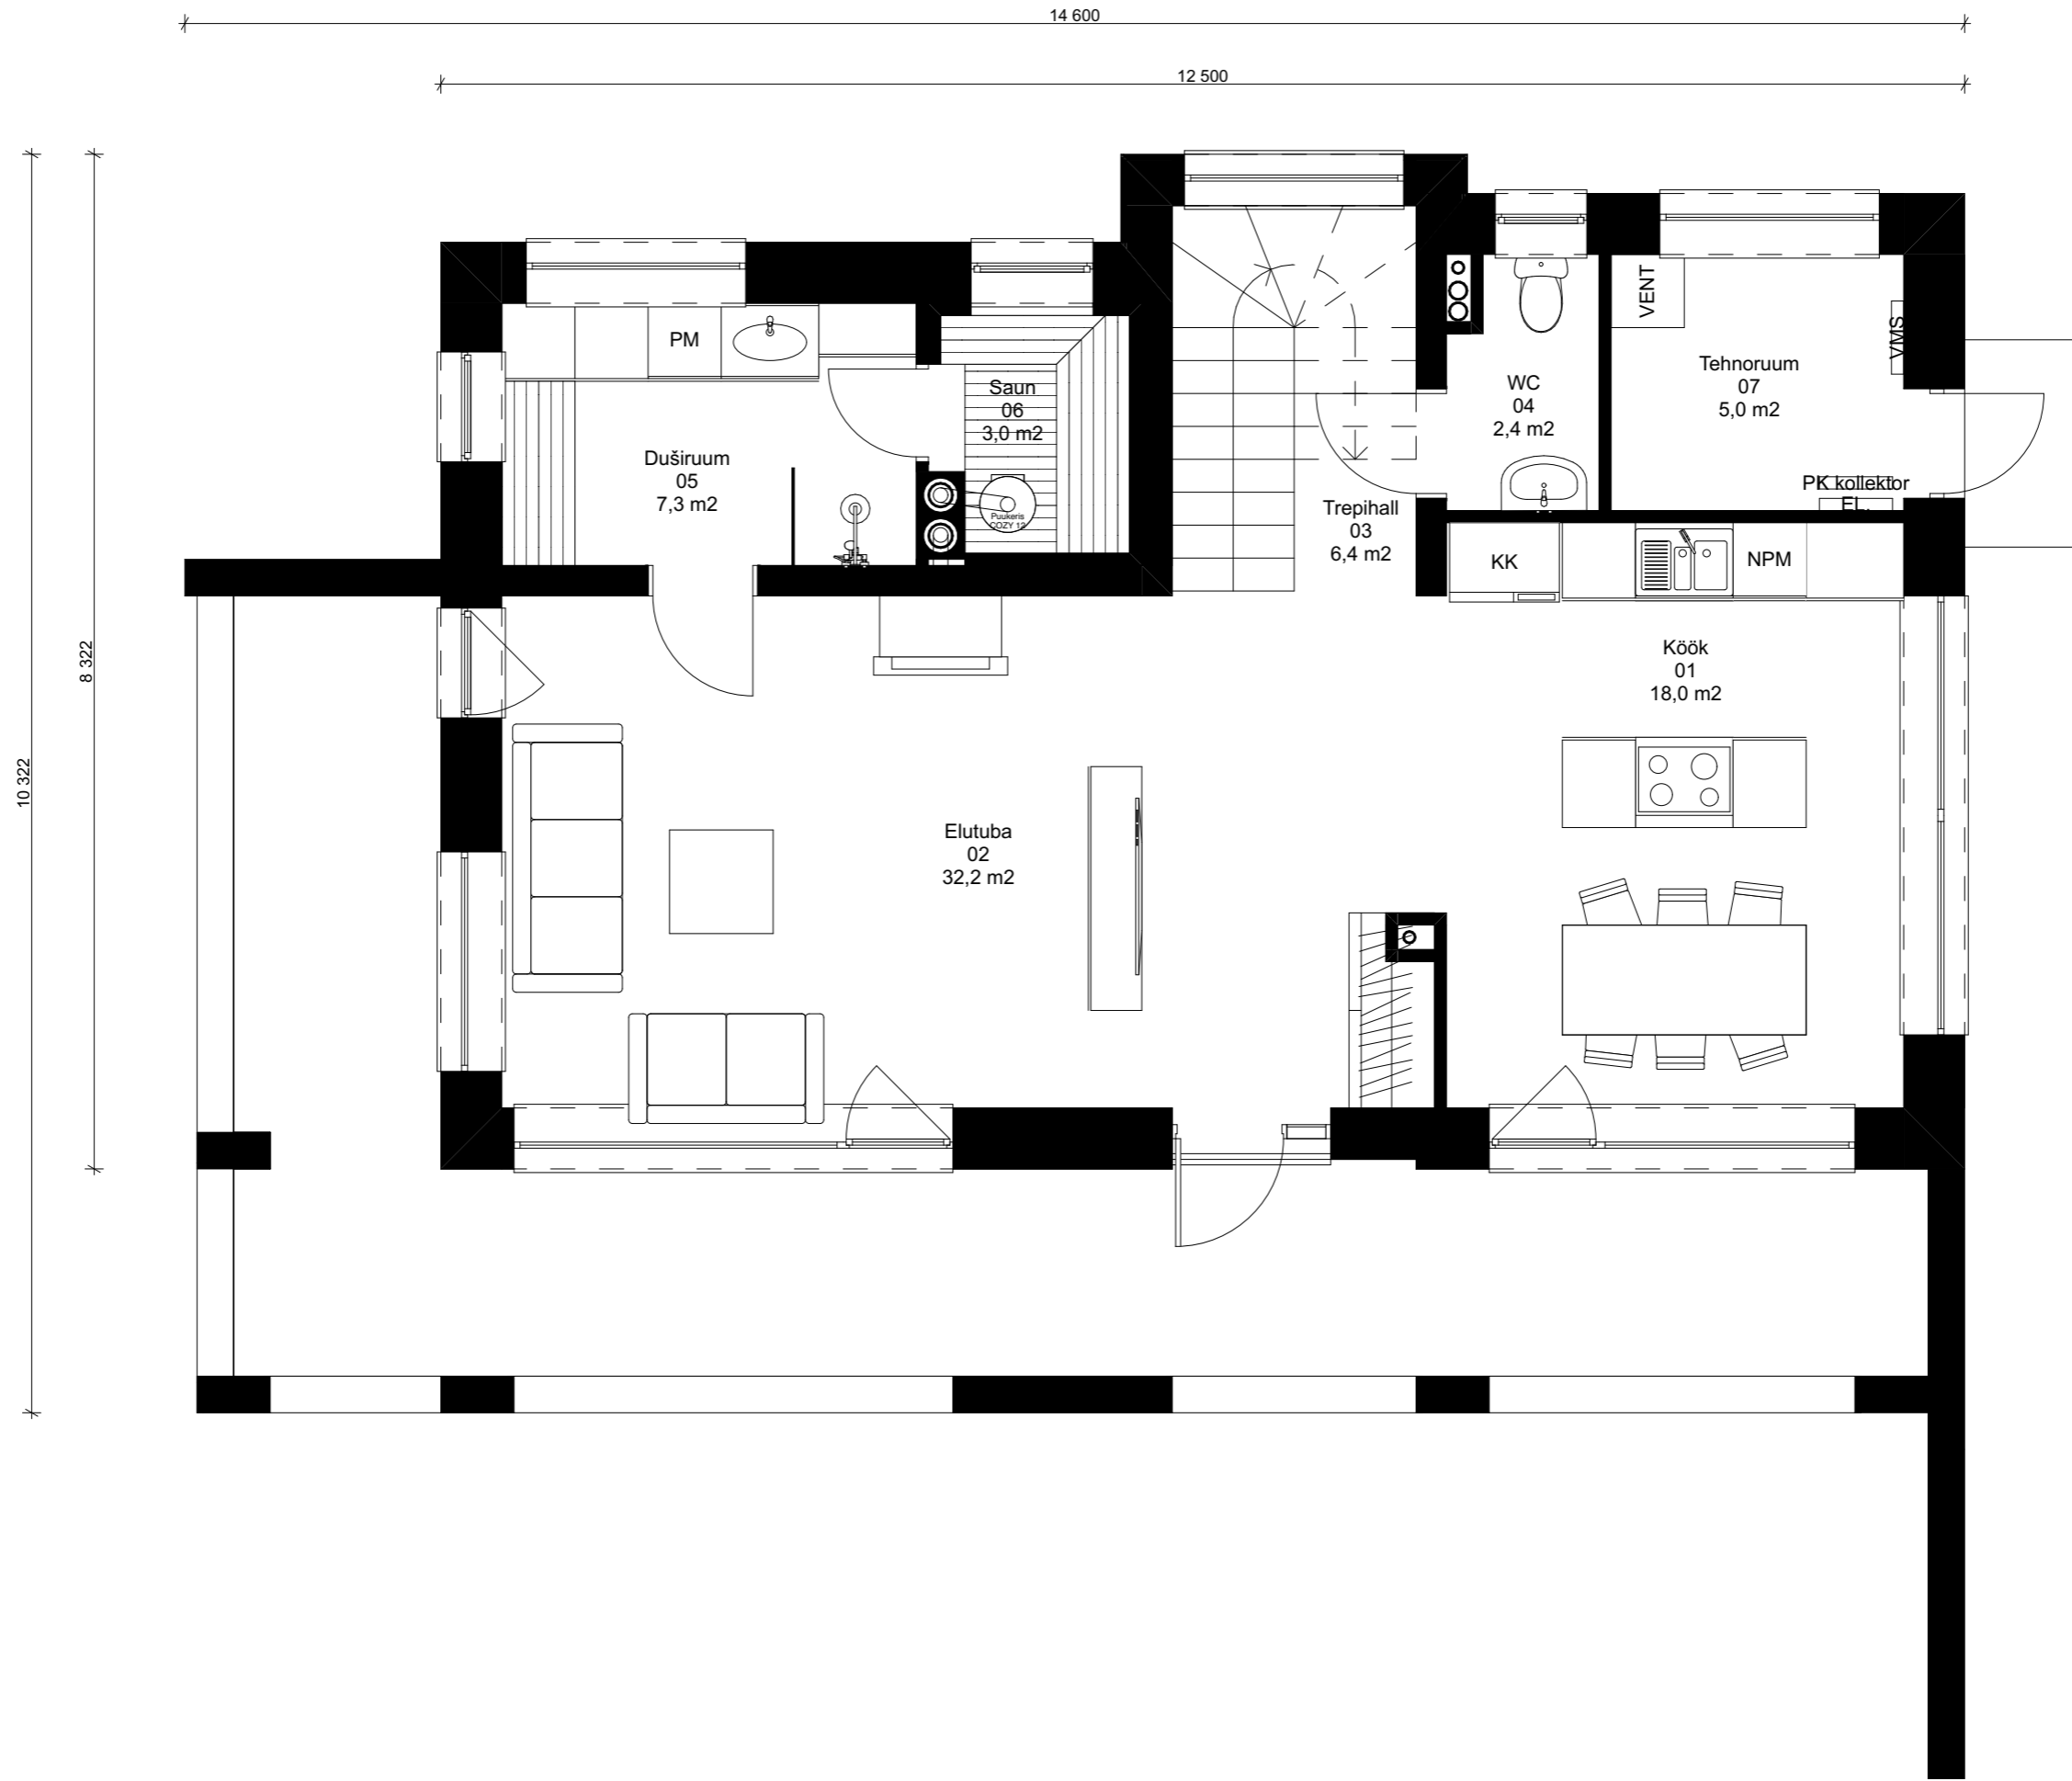 14 600
12 500
10 322
8 322
PM
Saun
06
3,0 m2
Duširuum
05
7,3 m2
Puukeris
COZY 12
Trepihall
03
6,4 m2
WC
04
2,4 m2
VENT
Tehnoruum
07
5,0 m2
VMS
PK kollektor
EL.
KK
NPM
Köök
01
18,0 m2
Elutuba
02
32,2 m2